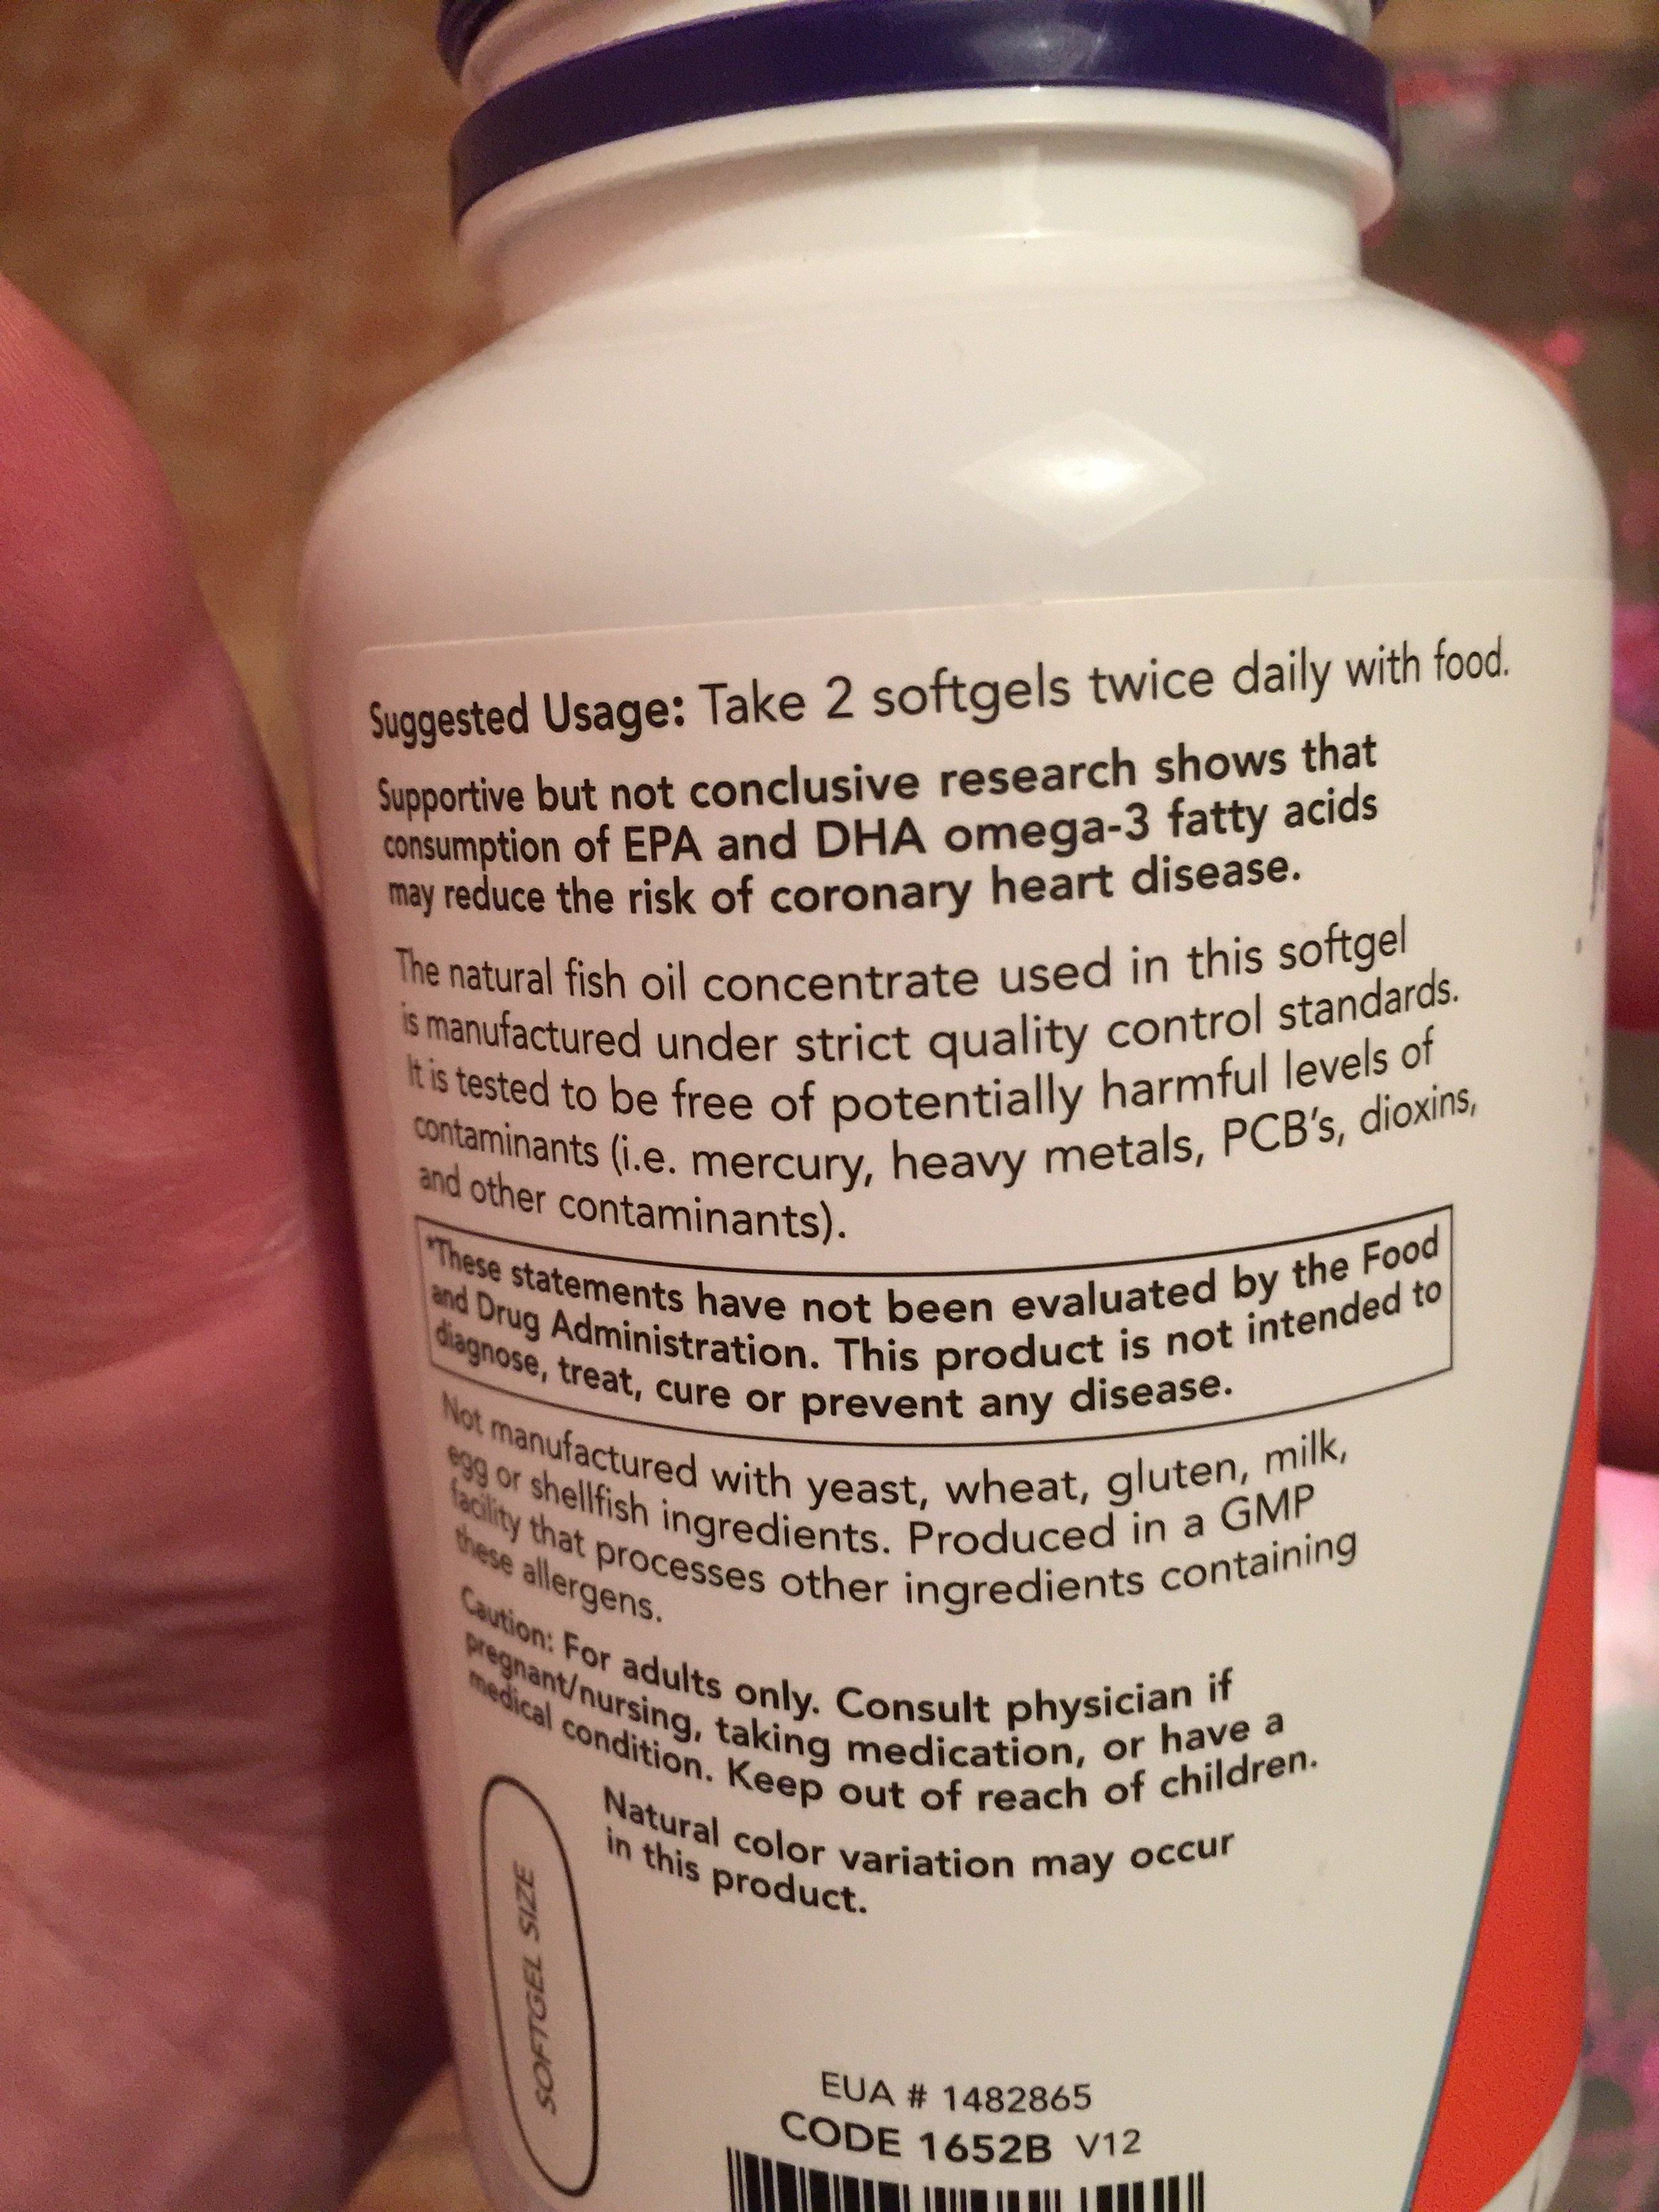 Suggested Usage: Take 2 softgels twice daily with food.
Supportive but not conclusive research shows that
consumption of EPA and DHA omega-3 fatty acids
may reduce the risk of coronary heart disease.
The natural fish oil concentrate used in this softgel
is manufactured under strict quality control standards.
It is tested to be free of potentially harmful levels of
contaminants (i.e. mercury, heavy metals, PCB's, dioxins,
and other contaminants).
*These statements have not been evaluated by the Food
and Drug Administration. This product is not intended to
diagnose, treat, cure or prevent any disease.
Not manufactured with yeast, wheat, gluten, milk,
egg or shellfish ingredients. Produced in a GMP
facility that processes other ingredients containing
these allergens.
Caution: For adults only. Consult physician if
pregnant/nursing, taking medication, or have a
medical condition. Keep out of reach of children.
Natural color variation may occur
in this product.
SOFTGEL SIZE
EUA # 1482865
CODE 1652B V12